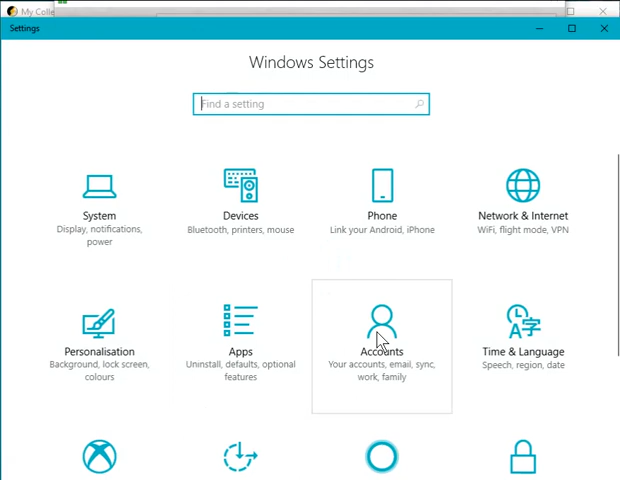 My Colle
Settings
Windows Settings
Find a setting
System
Display, notifications,
power
Devices
Bluetooth, printers, mouse
Phone
Link your Android, iPhone
Network & Internet
WiFi, flight mode, VPN
Personalisation
Background, lock screen,
colours
Apps
Uninstall, defaults, optional
features
Accounts
Your accounts, email, sync,
work, family
Time & Language
Speech, region, date
A字